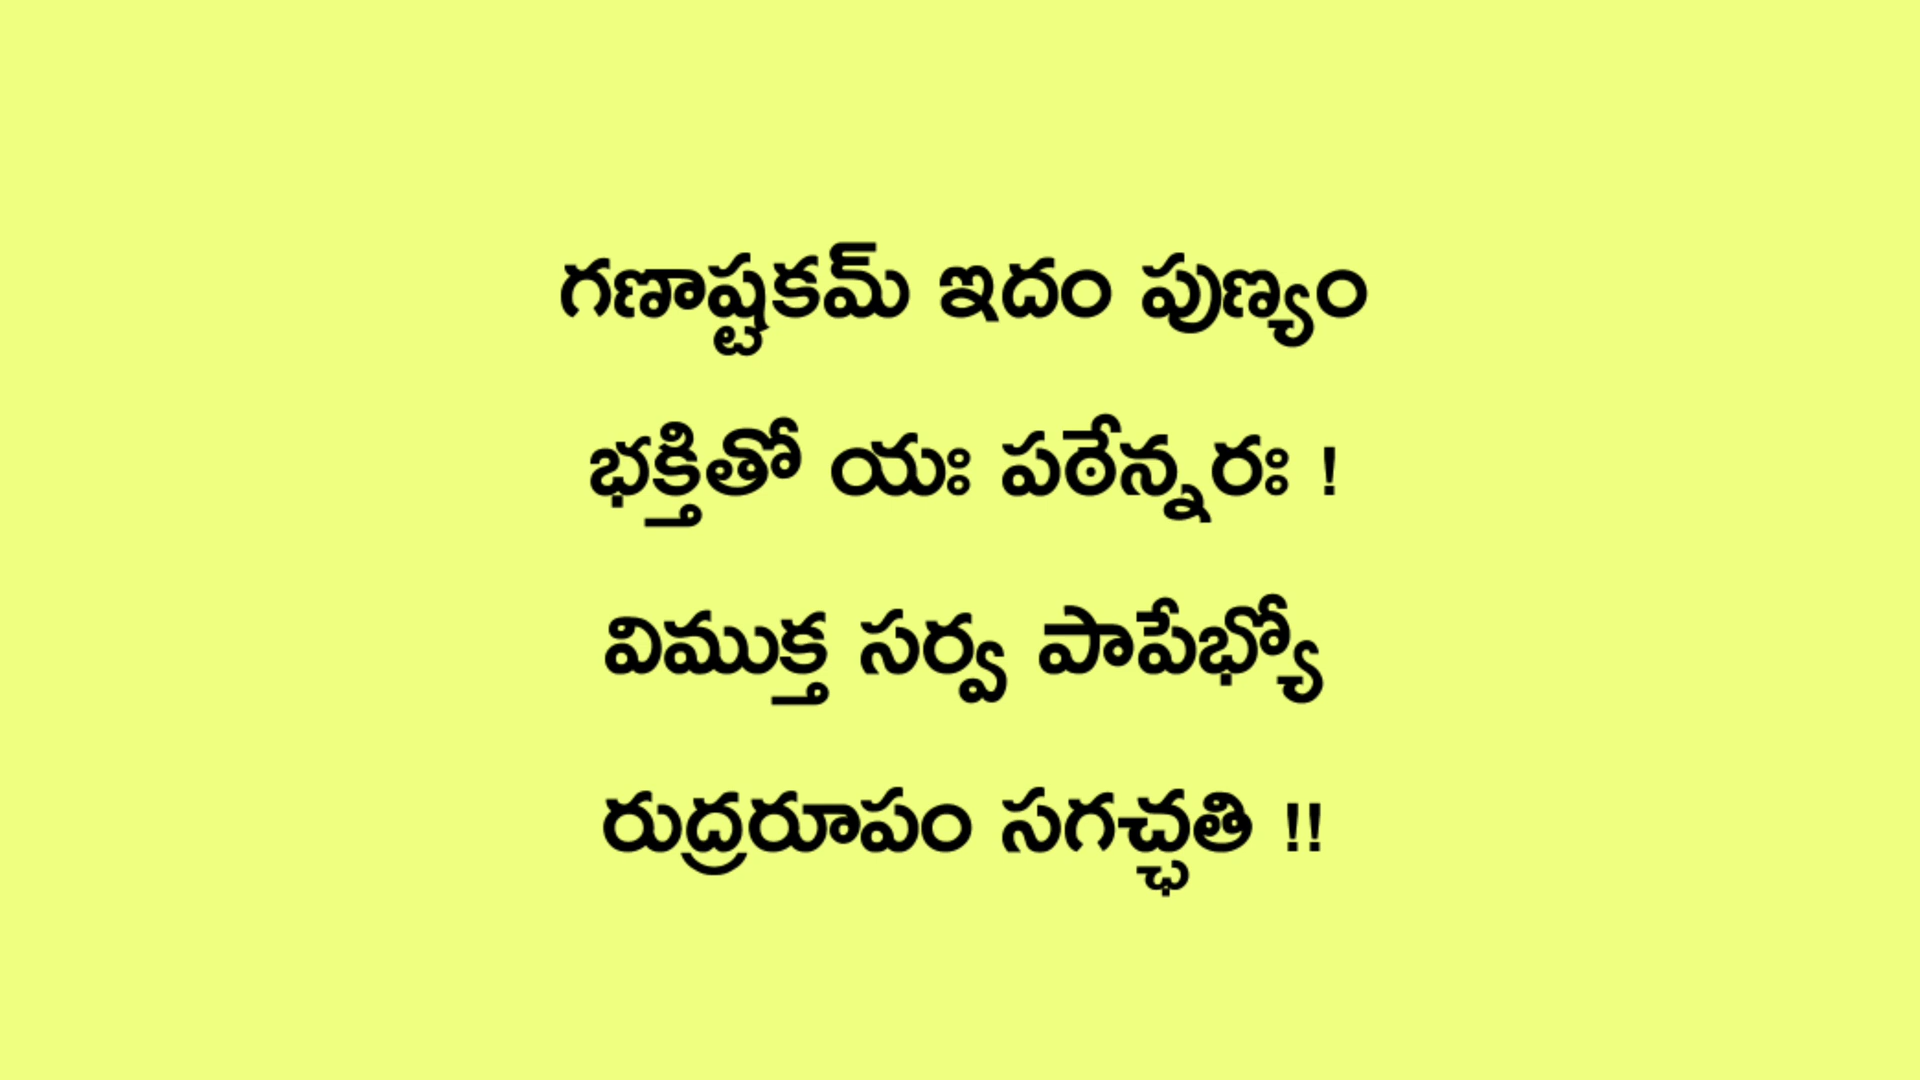 గణాష్టకమ్ ఇదం పుణ్యం
భక్తితో యః పఠేన్నరః !
విముక్త సర్వ పాపేభ్యో
రుద్రరూపం సగచ్ఛతి !!